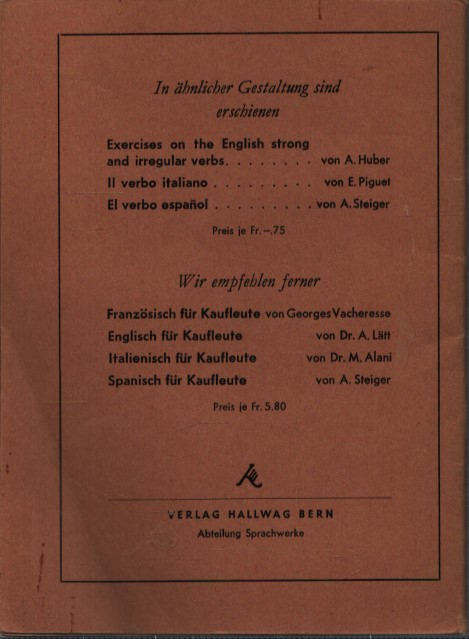 In ähnlicher Gestaltung sind
erschienen
Exercises on the English strong
and irregular verbs. . . . . . . . von A. Huber
Il verbo italiano . . . . . . . . . von E. Piguet
El verbo español . . . . . . . . . von A. Steiger
Preis je Fr. –.75
Wir empfehlen ferner
Französisch für Kaufleute von Georges Vacheresse
Englisch für Kaufleute von Dr. A. Lätt
Italienisch für Kaufleute von Dr. M. Alani
Spanisch für Kaufleute von A. Steiger
Preis je Fr. 5.80
VERLAG HALLWAG BERN
Abteilung Sprachwerke